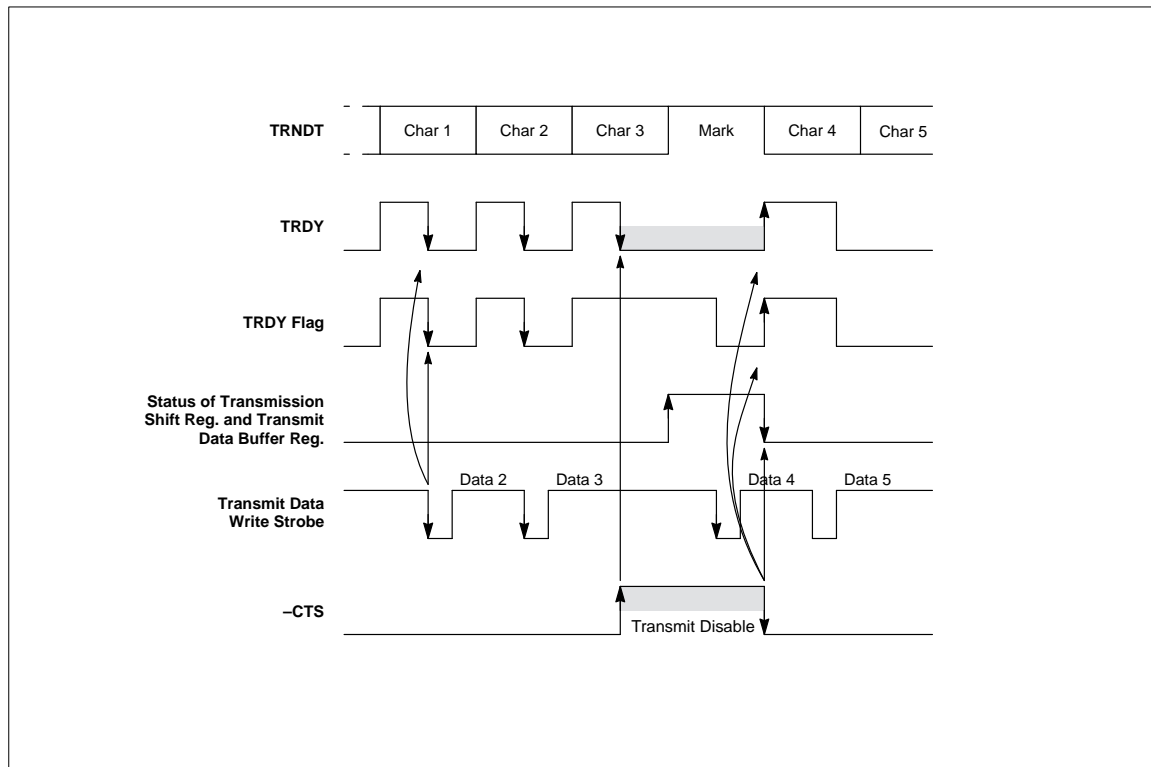 TRNDT
Char 1
Char 2
Char 3
Mark
Char 4
Char 5
TRDY
TRDY Flag
Status of Transmission
Shift Reg. and Transmit
Data Buffer Reg.
Data 2
Data 3
Data 4
Data 5
Transmit Data
Write Strobe
–CTS
Transmit Disable